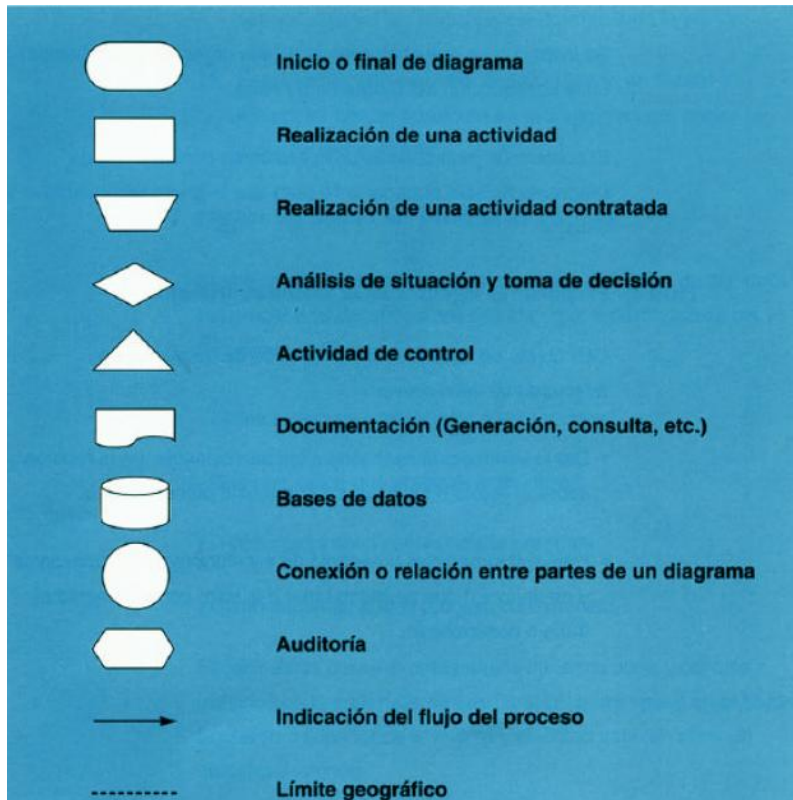 Inicio o final de diagrama
Realización de una actividad
Realización de una actividad contratada
Análisis de situación y toma de decisión
Actividad de control
Documentación (Generación, consulta, etc.)
Bases de datos
Conexión o relación entre partes de un diagrama
Auditoría
Indicación del flujo del proceso
Límite geográfico